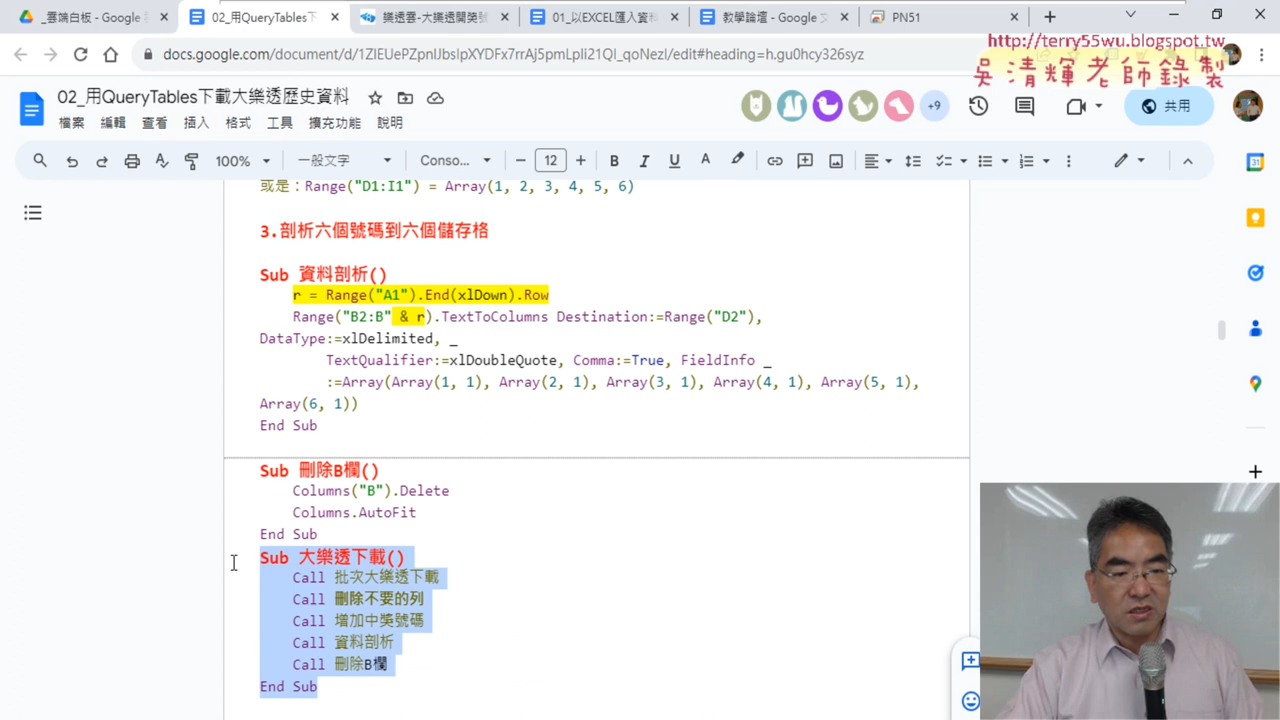 _雲端白板 - Google
02_用QueryTables下
樂透雲-大樂透開獎號
01_以EXCEL匯入資料
教學論壇 - Google 文
PN51
docs.google.com/document/d/1ZlEUePZpnlJbslpXYDFx7rrAj5pmLpli21Ql_qoNezI/edit#heading=h.gu0hcy326syz
http://terry55wu.blogspot.tw
吳清輝老師錄製
02_用QueryTables下載大樂透歷史資料
+9
共用
檔案 編輯 查看 插入 格式 工具 擴充功能 說明
100% 一般文字 Conso... 12 B I U A
31
或是：Range("D1:I1") = Array(1, 2, 3, 4, 5, 6)
3.剖析六個號碼到六個儲存格
Sub 資料剖析()
r = Range("A1").End(xlDown).Row
Range("B2:B" & r).TextToColumns Destination:=Range("D2"),
DataType:=xlDelimited, _
TextQualifier:=xlDoubleQuote, Comma:=True, FieldInfo _
:=Array(Array(1, 1), Array(2, 1), Array(3, 1), Array(4, 1), Array(5, 1),
Array(6, 1))
End Sub
Sub 刪除B欄()
Columns("B").Delete
Columns.AutoFit
End Sub
Sub 大樂透下載()
Call 批次大樂透下載
Call 刪除不要的列
Call 增加中獎號碼
Call 資料剖析
Call 刪除B欄
End Sub